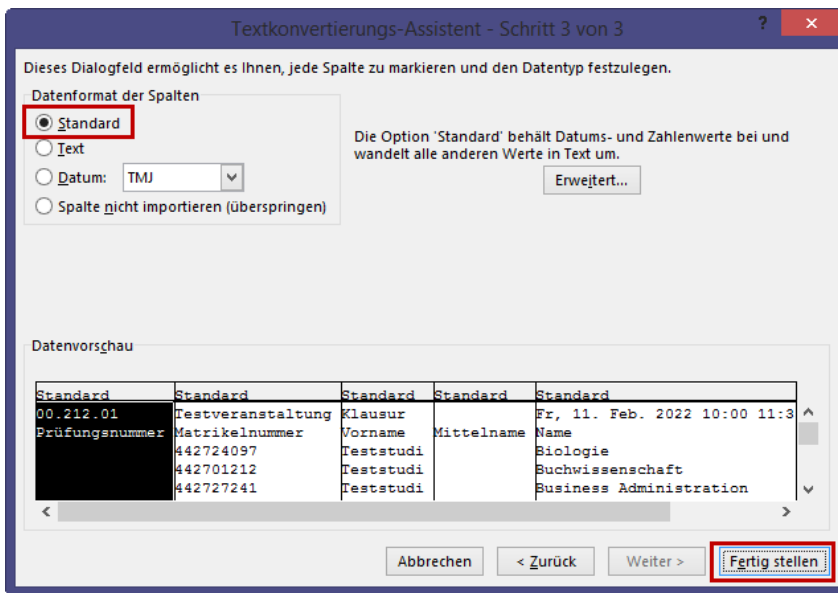 Textkonvertierungs-Assistent - Schritt 3 von 3
?
Dieses Dialogfeld ermöglicht es Ihnen, jede Spalte zu markieren und den Datentyp festzulegen.
Datenformat der Spalten
Standard
Text
Datum: TMJ
Spalte nicht importieren (überspringen)
Die Option 'Standard' behält Datums- und Zahlenwerte bei und
wandelt alle anderen Werte in Text um.
Erweitert...
Datenvorschau
Standard Standard Standard Standard Standard
00.212.01 Testveranstaltung Klausur Fr, 11. Feb. 2022 10:00 11:3
Prüfungsnummer Matrikelnummer Vorname Mittelname Name
442724097 Teststudi Biologie
442701212 Teststudi Buchwissenschaft
442727241 Teststudi Business Administration
Abbrechen < Zurück Weiter > Fertig stellen